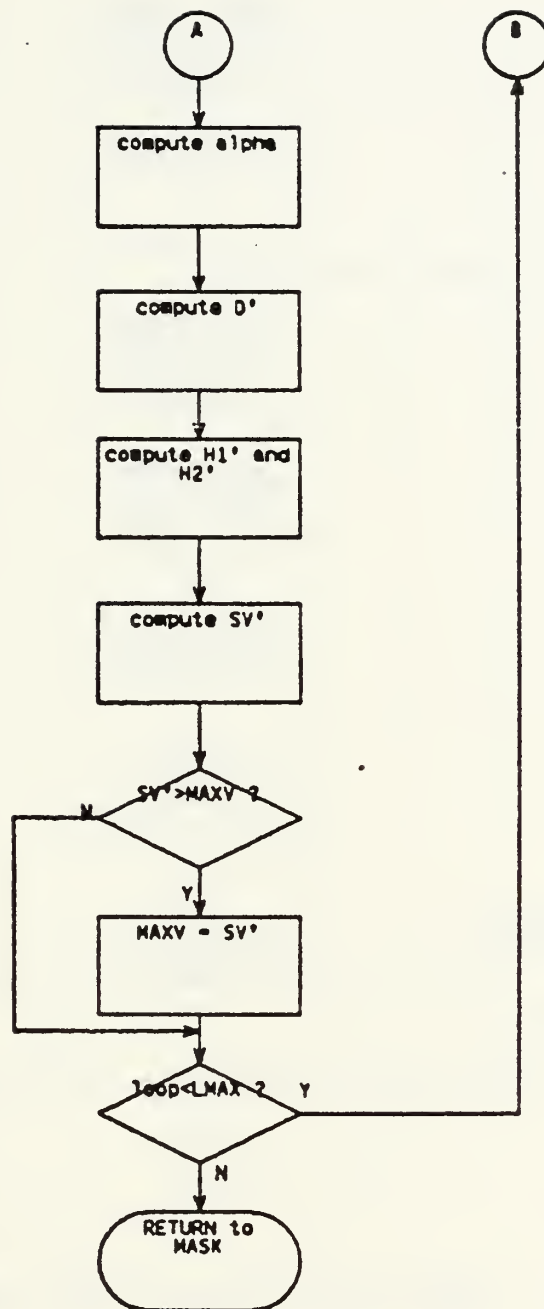 A
B
compute alpha
compute D'
compute H1' and
H2'
compute SV'
SV'>MAXV ?
N
Y
MAXV = SV'
loop<LMAX ?
Y
N
RETURN to
MASK